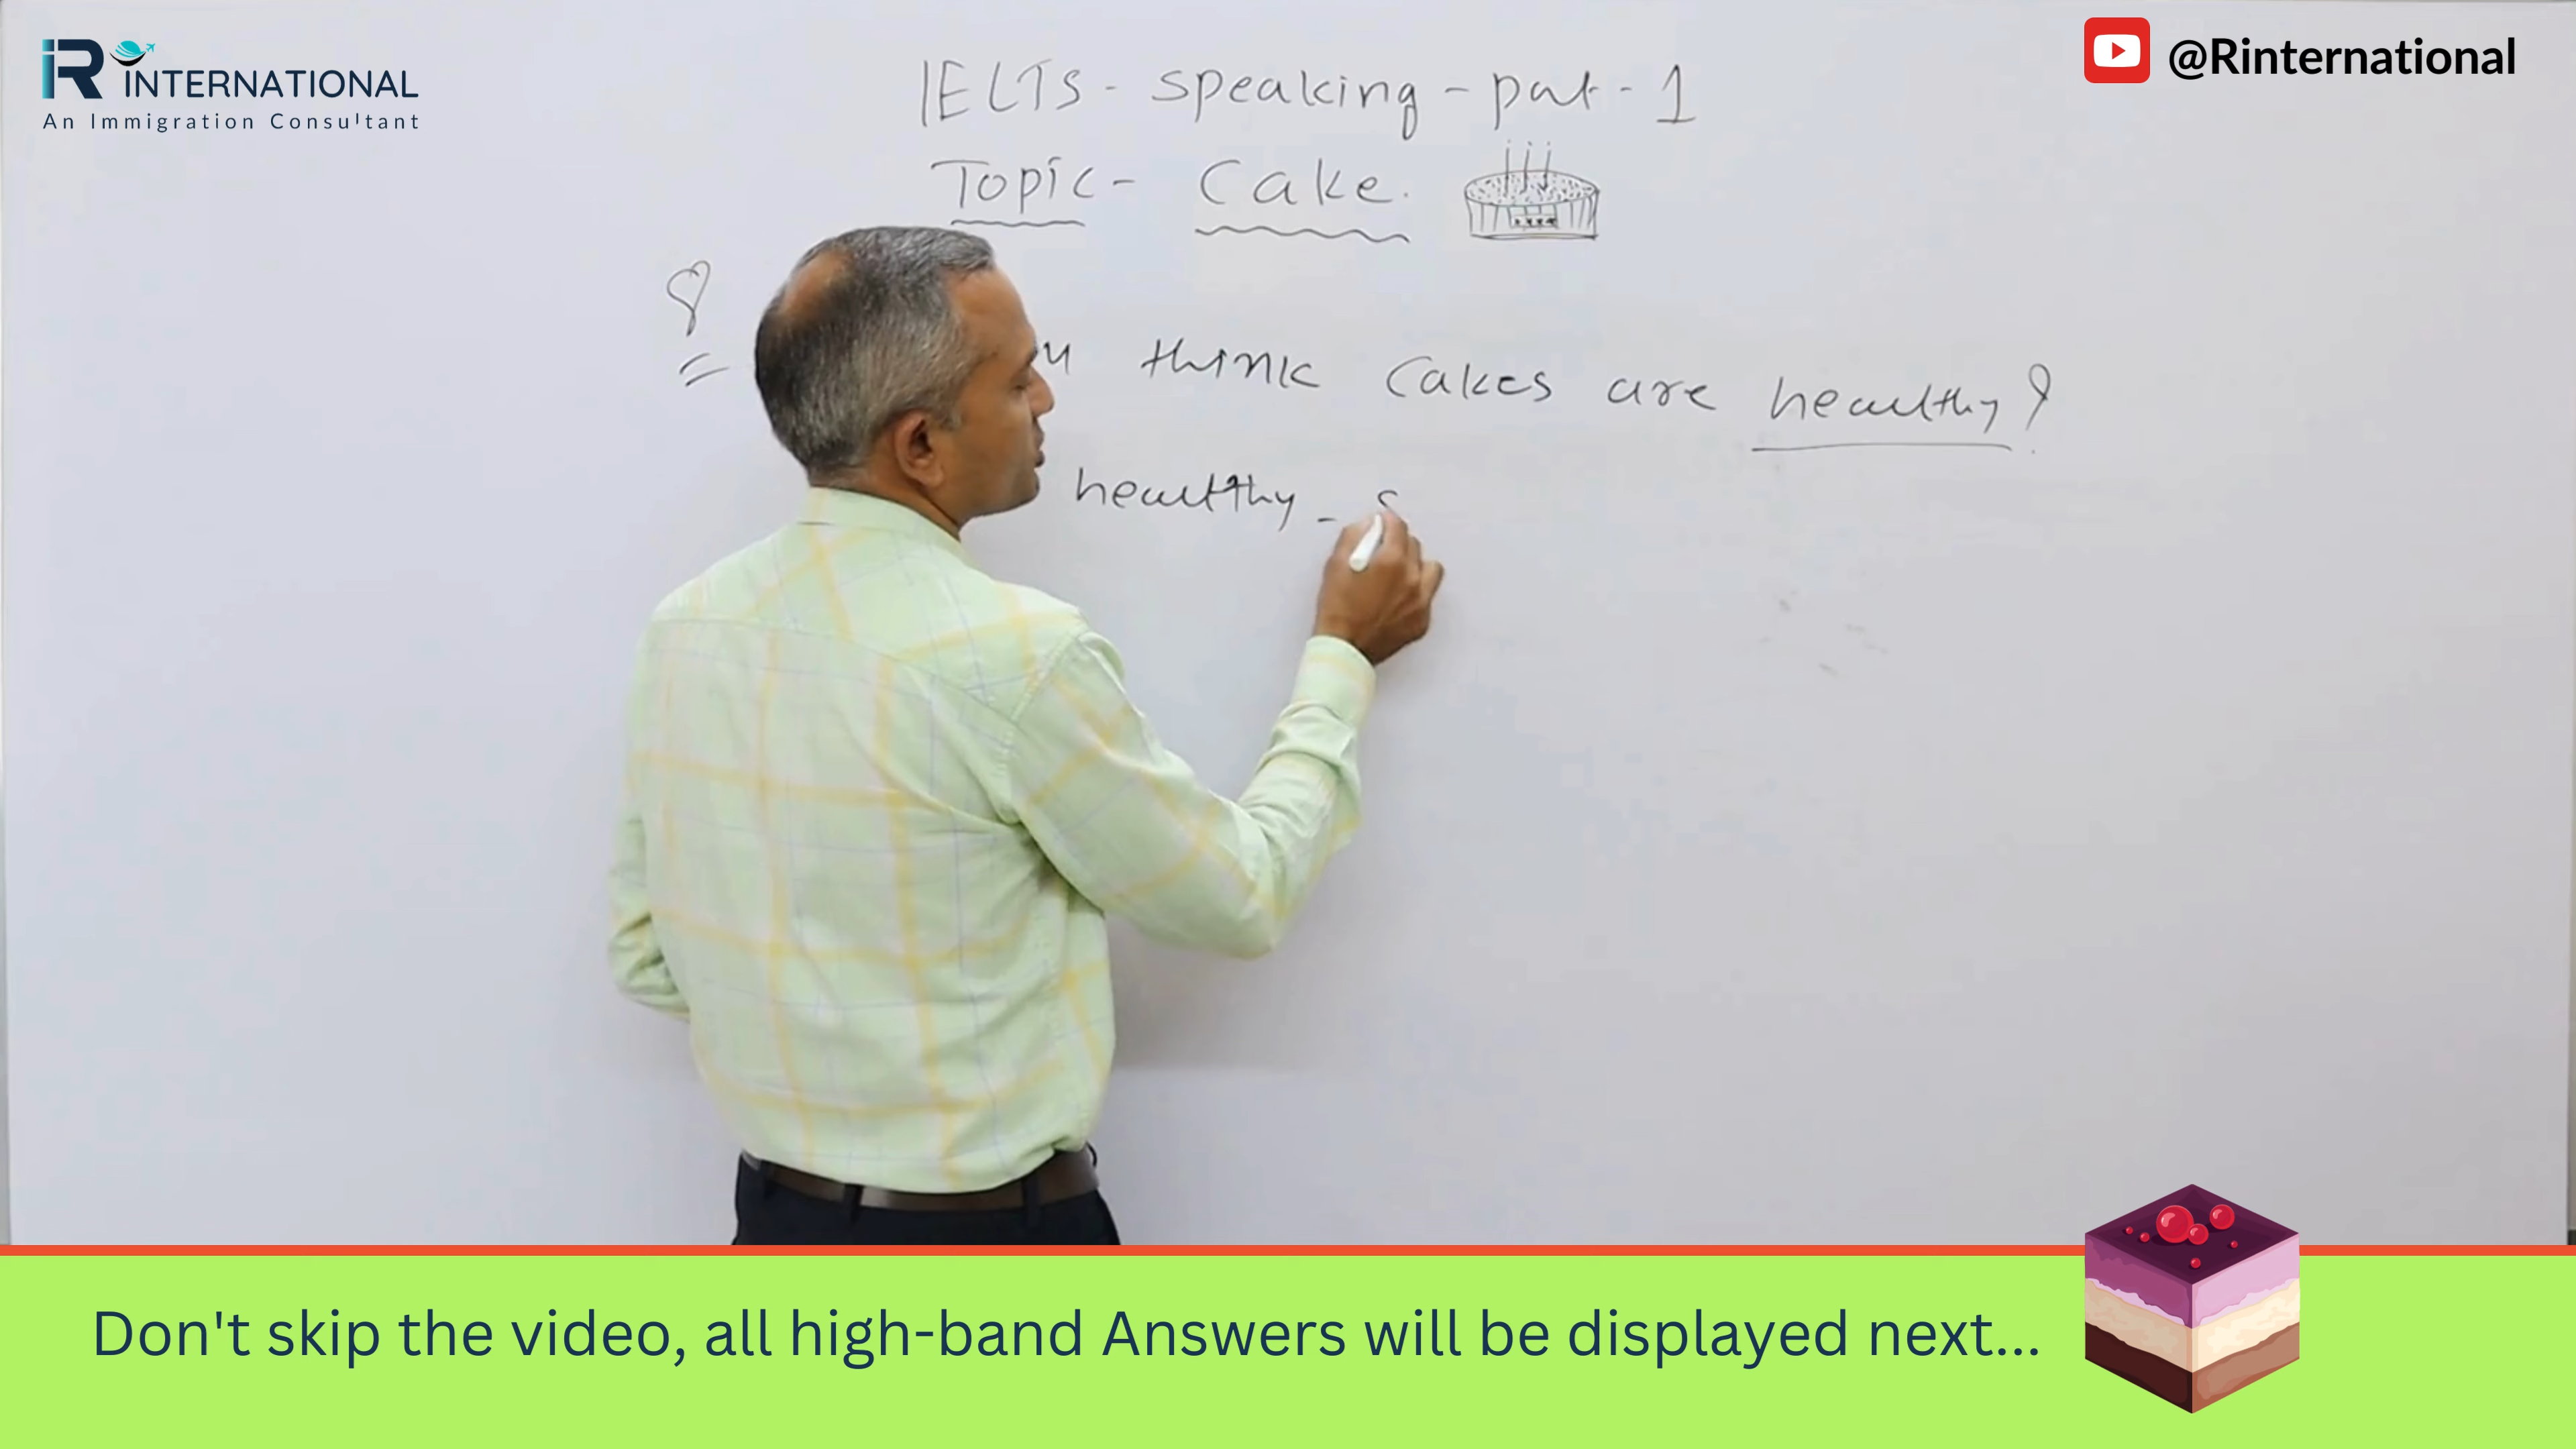 iR INTERNATIONAL
An Immigration Consultant
@Rinternational
IELTS - speaking - part - 1
Topic - Cake.
think cakes are healthy?
healthy - s
Don't skip the video, all high-band Answers will be displayed next...